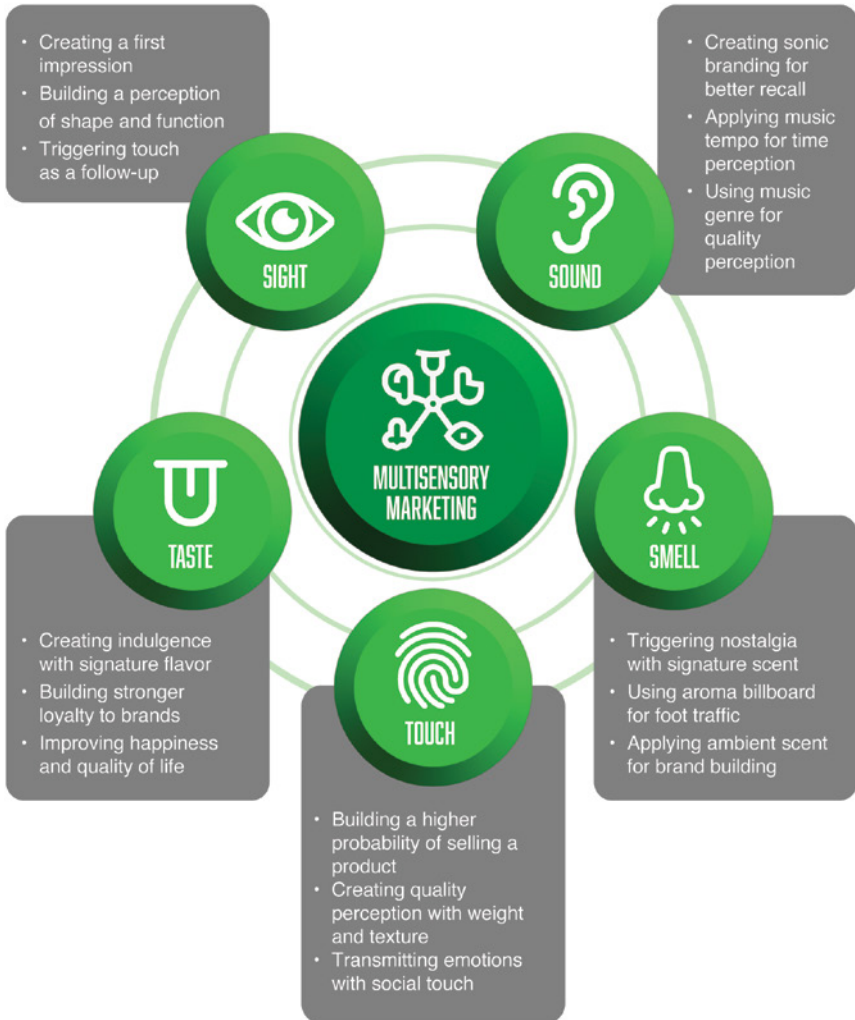 • Creating a first
impression
• Building a perception
of shape and function
• Triggering touch
as a follow-up
SIGHT
• Creating sonic
branding for
better recall
• Applying music
tempo for time
perception
• Using music
genre for
quality
perception
SOUND
MULTISENSORY
MARKETING
TASTE
• Creating indulgence
with signature flavor
• Building stronger
loyalty to brands
• Improving happiness
and quality of life
SMELL
• Triggering nostalgia
with signature scent
• Using aroma billboard
for foot traffic
• Applying ambient scent
for brand building
TOUCH
• Building a higher
probability of selling a
product
• Creating quality
perception with weight
and texture
• Transmitting emotions
with social touch